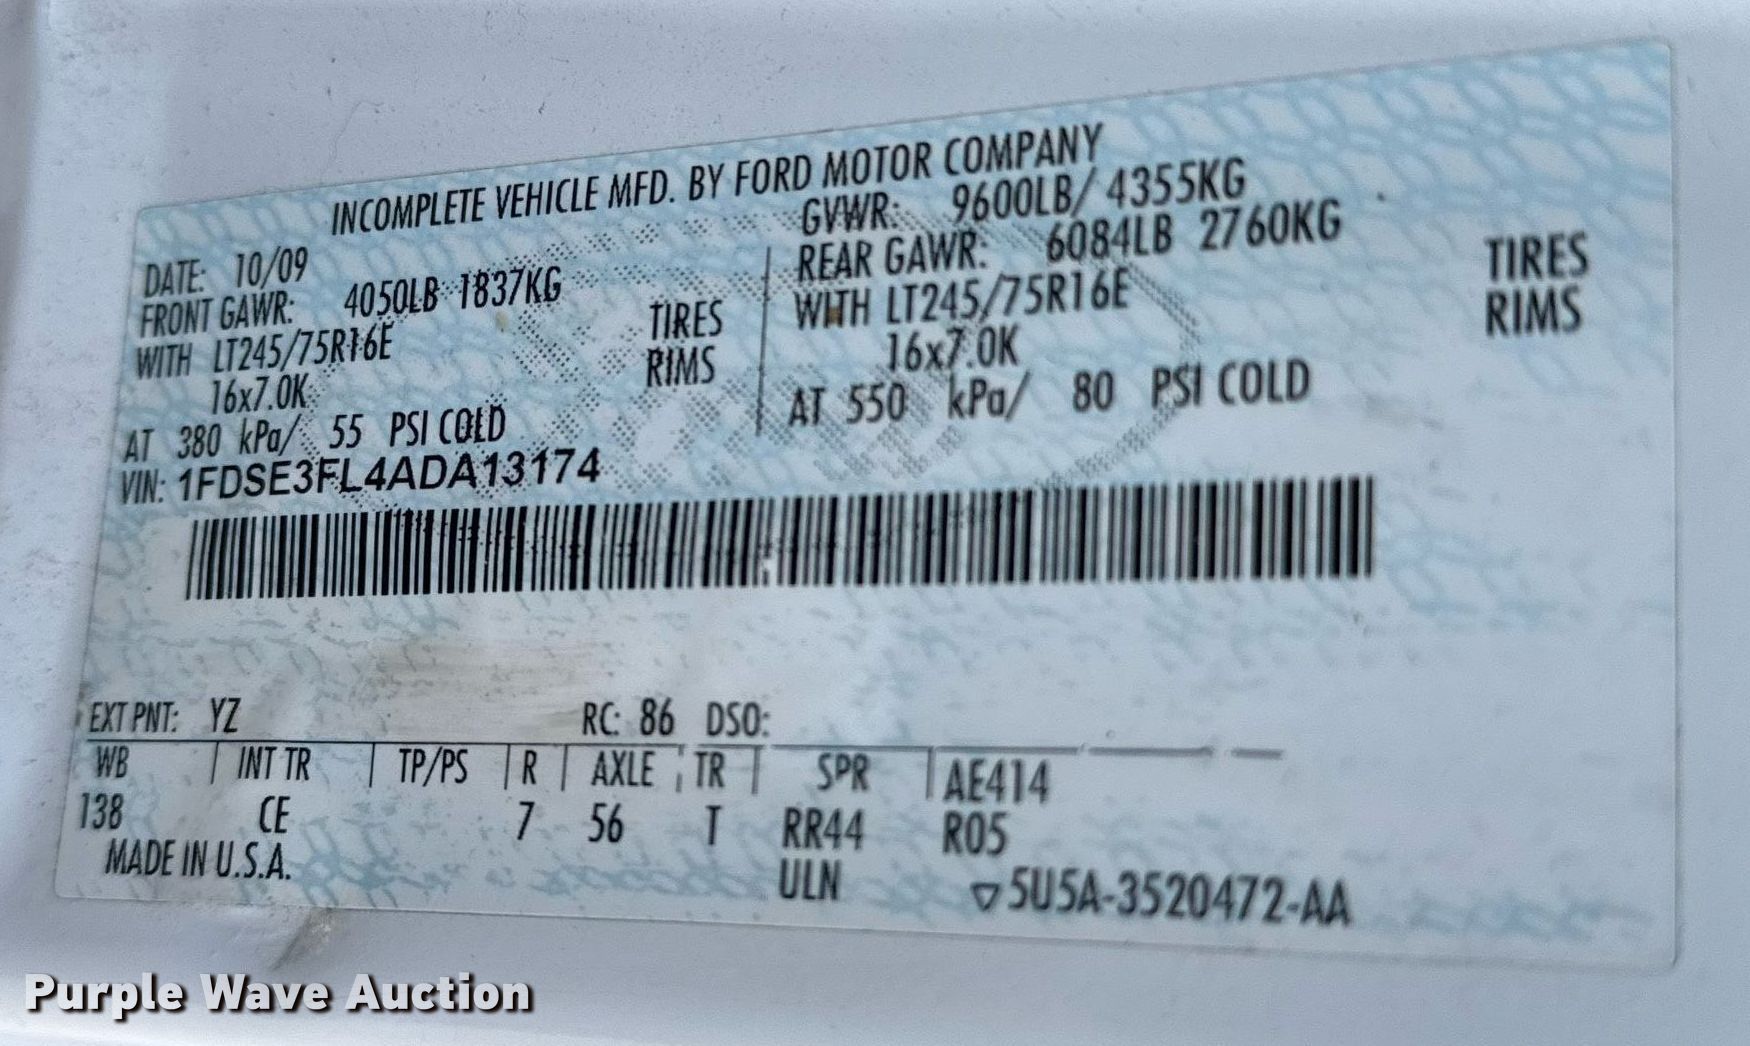 INCOMPLETE VEHICLE MFD. BY FORD MOTOR COMPANY
DATE: 10/09
GVWR: 9600LB/ 4355KG
FRONT GAWR: 4050LB 1837KG
REAR GAWR: 6084LB 2760KG
WITH LT245/75R16E TIRES
WITH LT245/75R16E TIRES
16x7.0K RIMS
16x7.0K RIMS
AT 380 kPa/ 55 PSI COLD
AT 550 kPa/ 80 PSI COLD
VIN: 1FDSE3FL4ADA13174
EXT PNT: YZ RC: 86 DSO:
WB INT TR TP/PS R AXLE TR SPR AE414
138 CE 7 56 T RR44 R05
MADE IN U.S.A. ULN ▽5U5A-3520472-AA
Purple Wave Auction